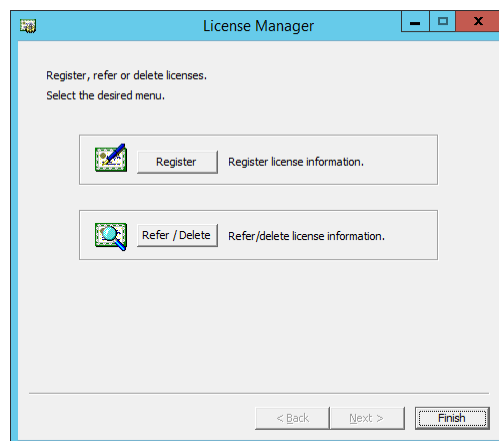 License Manager
Register, refer or delete licenses.
Select the desired menu.
Register Register license information.
Refer / Delete Refer/delete license information.
< Back Next > Finish